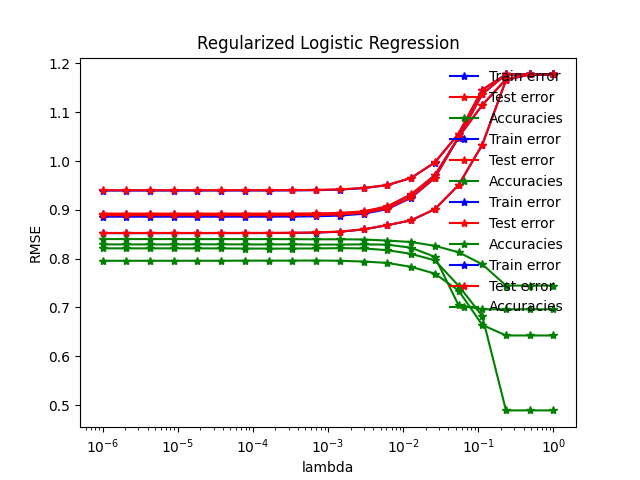 Regularized Logistic Regression
RMSE
1.2
1.1
1.0
0.9
0.8
0.7
0.6
0.5
Train error
Test error
Accuracies
Train error
Test error
Accuracies
Train error
Test error
Accuracies
Train error
Test error
Accuracies
10⁻⁶ 10⁻⁵ 10⁻⁴ 10⁻³ 10⁻² 10⁻¹ 10⁰
lambda